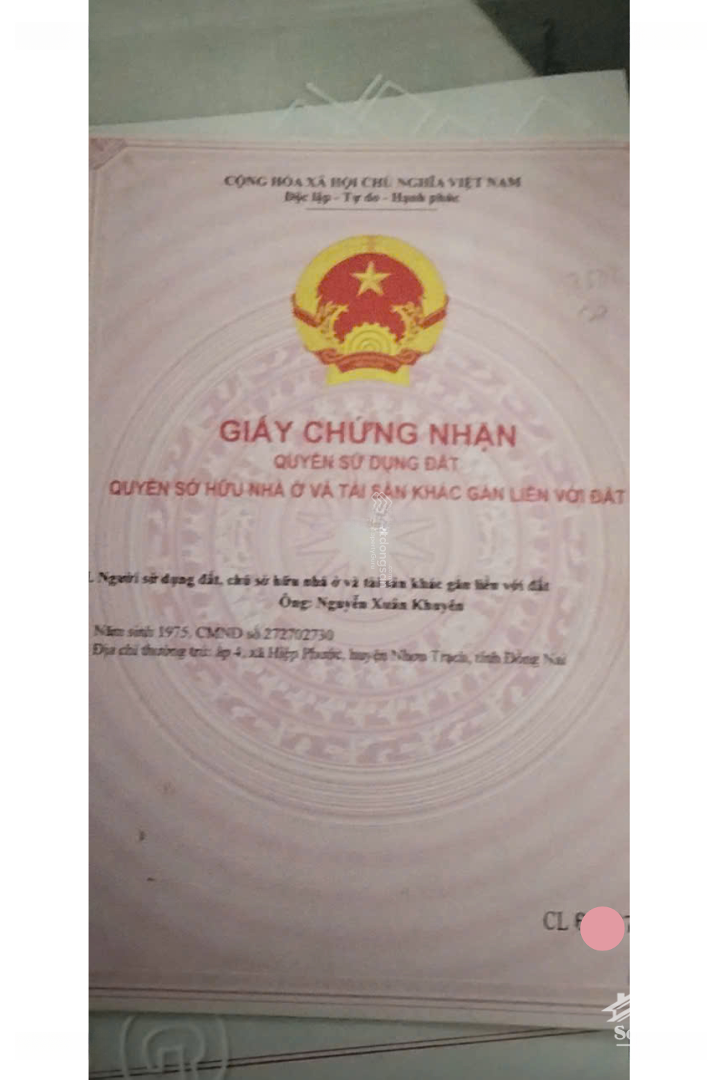 CỘNG HÒA XÃ HỘI CHỦ NGHĨA VIỆT NAM
Độc lập - Tự do - Hạnh phúc
GIẤY CHỨNG NHẬN
QUYỀN SỬ DỤNG ĐẤT
QUYỀN SỞ HỮU NHÀ Ở VÀ TÀI SẢN KHÁC GẮN LIỀN VỚI ĐẤT
I. Người sử dụng đất, chủ sở hữu nhà ở và tài sản khác gắn liền với đất
Ông: Nguyễn Xuân Khuyên
Năm sinh 1975, CMND số 272702730
Địa chỉ thường trú: ấp 4, xã Hiệp Phước, huyện Nhơn Trạch, tỉnh Đồng Nai
CL